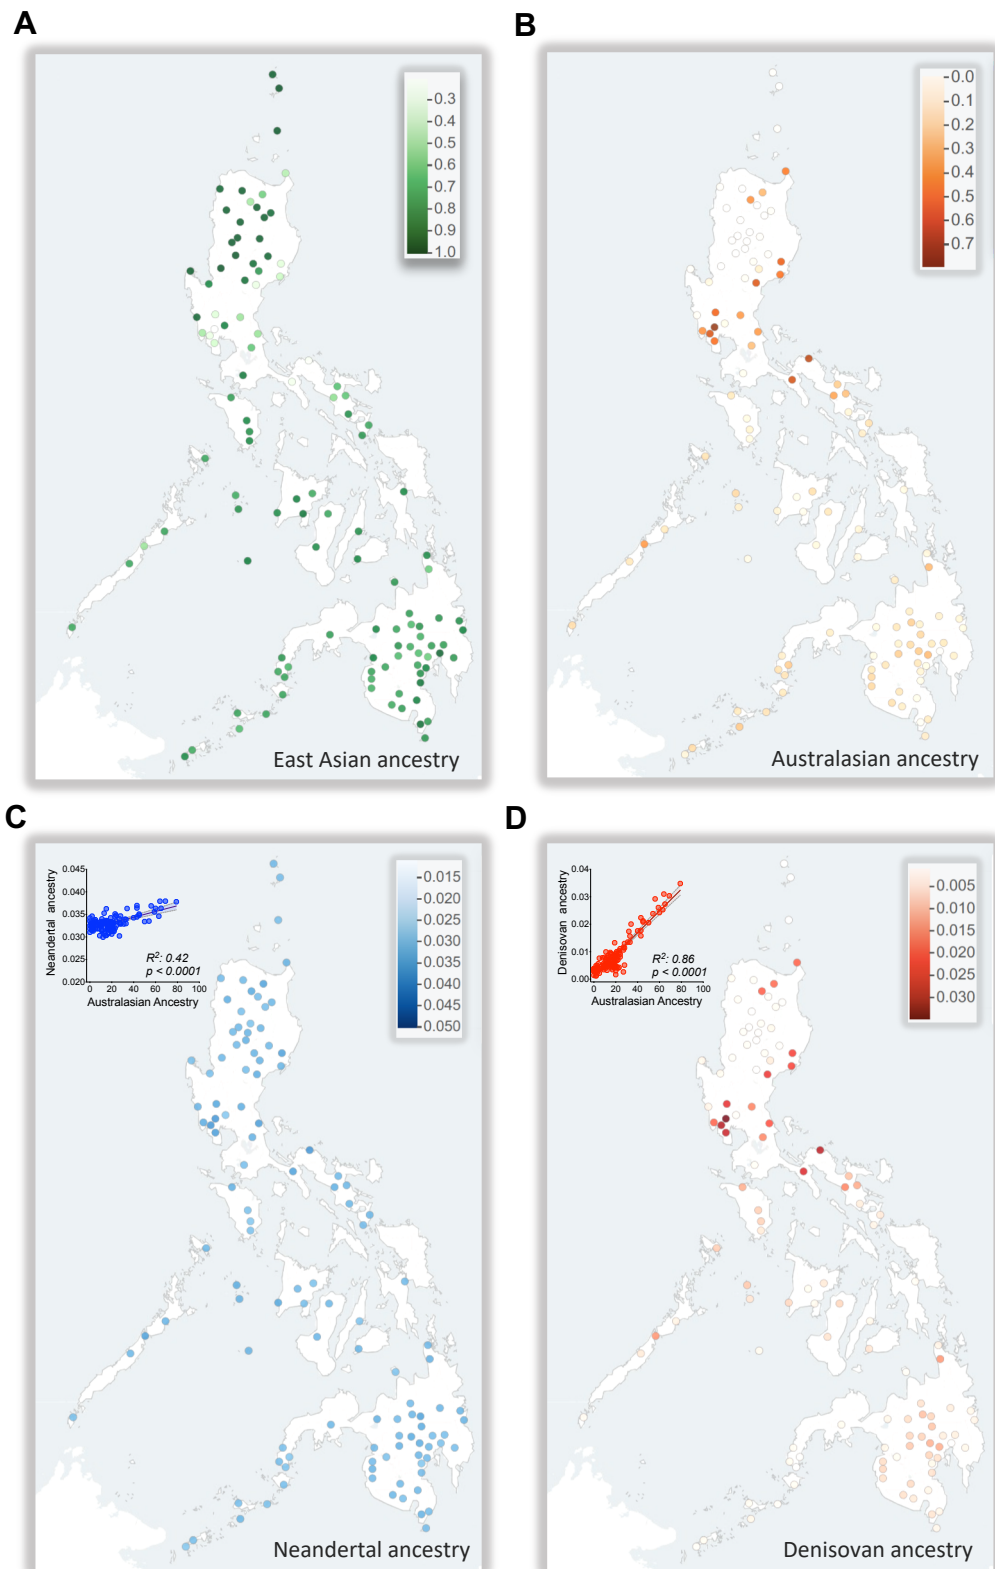 A
0.3
0.4
0.5
0.6
0.7
0.8
0.9
1.0
East Asian ancestry
B
0.0
0.1
0.2
0.3
0.4
0.5
0.6
0.7
Australasian ancestry
C
0.045
0.040
0.035
0.030
0.025
0.020
Neandertal ancestry
R²: 0.42
p < 0.0001
0 20 40 60 80 100
Australasian Ancestry
0.015
0.020
0.025
0.030
0.035
0.040
0.045
0.050
Neandertal ancestry
D
0.04
0.03
0.02
0.01
0.00
Denisovan ancestry
R²: 0.86
p < 0.0001
0 20 40 60 80 100
Australasian Ancestry
0.005
0.010
0.015
0.020
0.025
0.030
Denisovan ancestry